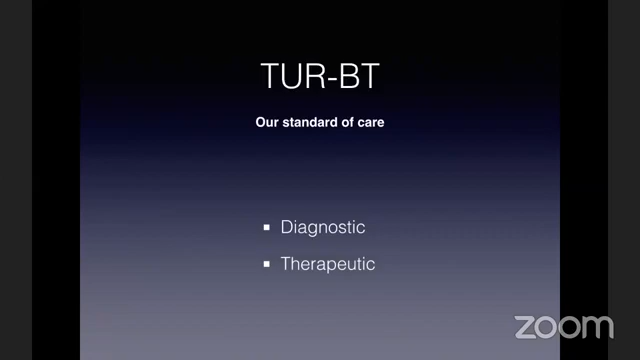 TUR-BT
Our standard of care
▪ Diagnostic
▪ Therapeutic
zoom